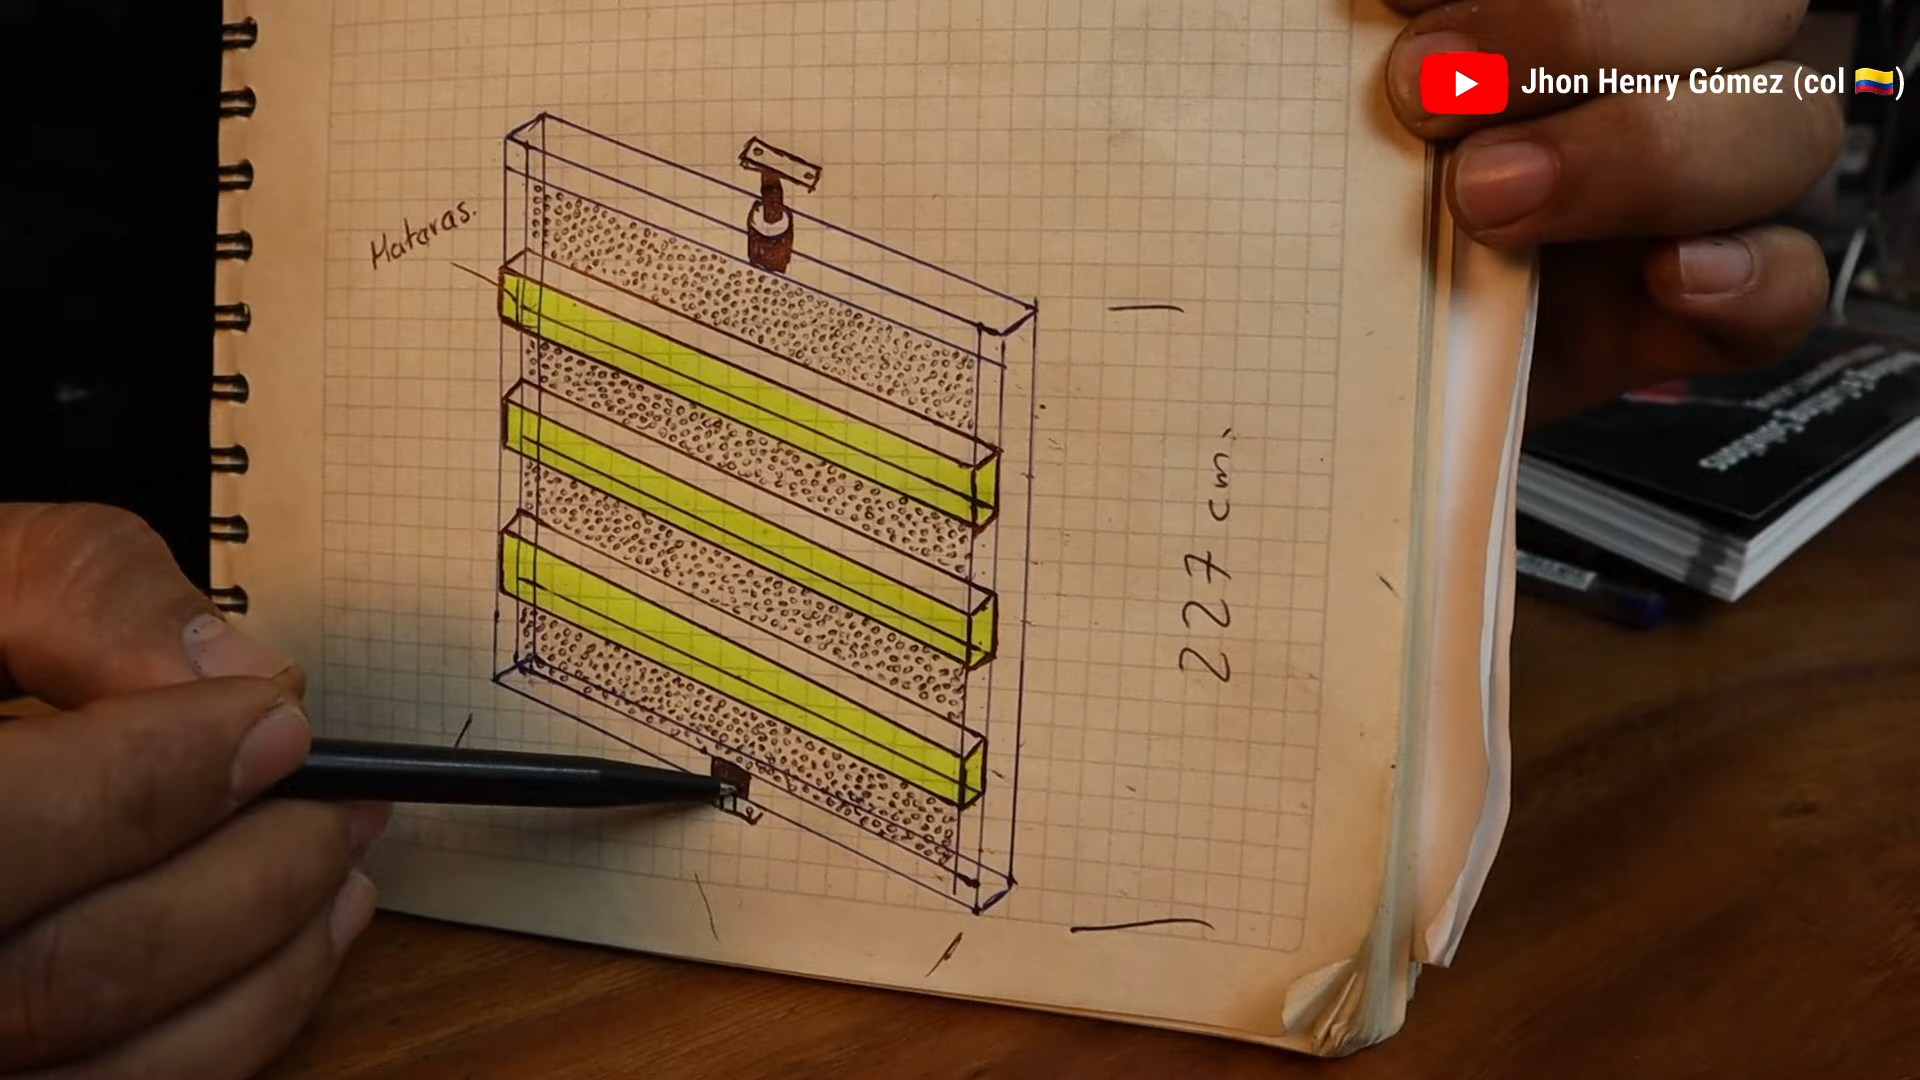 Jhon Henry Gómez (col 🇨🇴)
Materas.
227 cm.